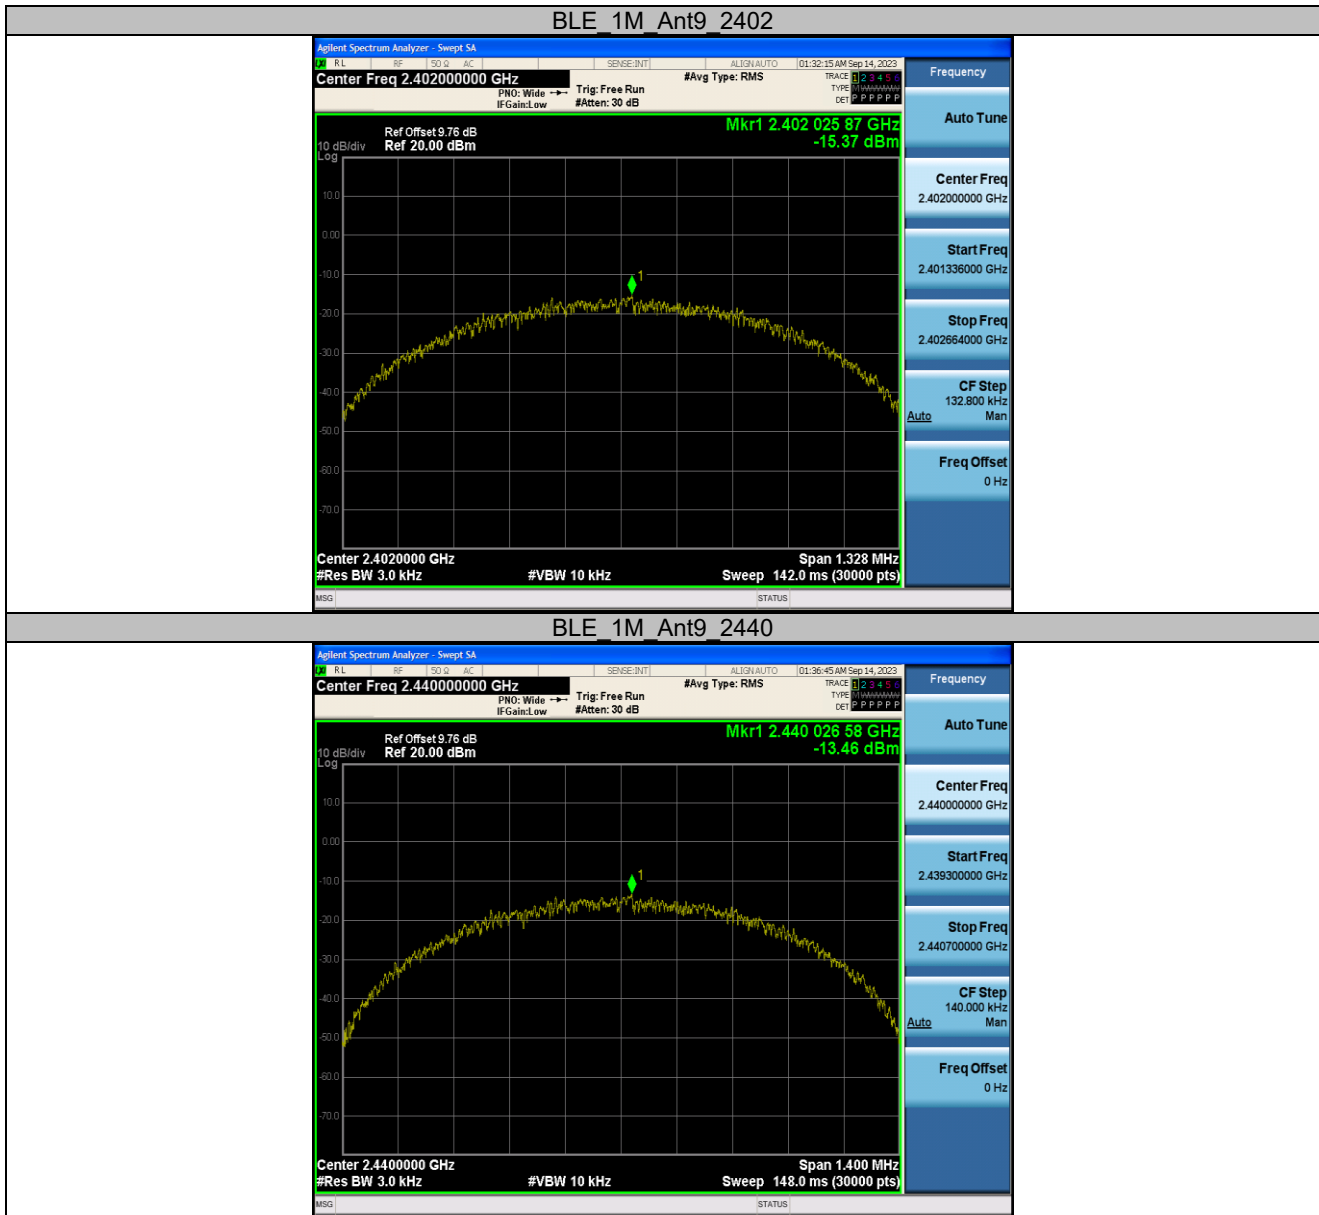 BLE_1M_Ant9_2402
Agilent Spectrum Analyzer - Swept SA
RL RF 50 Ω AC SENSE:INT ALIGN AUTO 01:32:15 AM Sep 14, 2023
Center Freq 2.402000000 GHz #Avg Type: RMS TRACE 1 2 3 4 5 6
PNO: Wide Trig: Free Run TYPE
IFGain:Low #Atten: 30 dB DET P P P P P P
Frequency
Auto Tune
Mkr1 2.402 025 87 GHz
-15.37 dBm
Ref Offset 9.76 dB
10 dB/div Ref 20.00 dBm
Log
10.0
0.00
-10.0
-20.0
-30.0
-40.0
-50.0
-60.0
-70.0
1
Center Freq
2.402000000 GHz
Start Freq
2.401336000 GHz
Stop Freq
2.402664000 GHz
CF Step
132.800 kHz
Auto Man
Freq Offset
0 Hz
Center 2.4020000 GHz Span 1.328 MHz
#Res BW 3.0 kHz #VBW 10 kHz Sweep 142.0 ms (30000 pts)
MSG STATUS
BLE_1M_Ant9_2440
Agilent Spectrum Analyzer - Swept SA
RL RF 50 Ω AC SENSE:INT ALIGN AUTO 01:36:45 AM Sep 14, 2023
Center Freq 2.440000000 GHz #Avg Type: RMS TRACE 1 2 3 4 5 6
PNO: Wide Trig: Free Run TYPE
IFGain:Low #Atten: 30 dB DET P P P P P P
Frequency
Auto Tune
Mkr1 2.440 026 58 GHz
-13.46 dBm
Ref Offset 9.76 dB
10 dB/div Ref 20.00 dBm
Log
10.0
0.00
-10.0
-20.0
-30.0
-40.0
-50.0
-60.0
-70.0
1
Center Freq
2.440000000 GHz
Start Freq
2.439300000 GHz
Stop Freq
2.440700000 GHz
CF Step
140.000 kHz
Auto Man
Freq Offset
0 Hz
Center 2.4400000 GHz Span 1.400 MHz
#Res BW 3.0 kHz #VBW 10 kHz Sweep 148.0 ms (30000 pts)
MSG STATUS